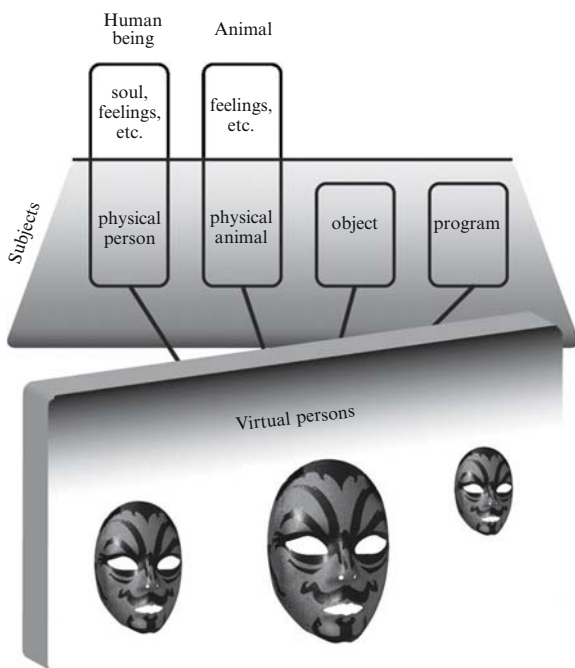 Human
being
Animal
soul,
feelings,
etc.
feelings,
etc.
Subjects
physical
person
physical
animal
object
program
Virtual persons